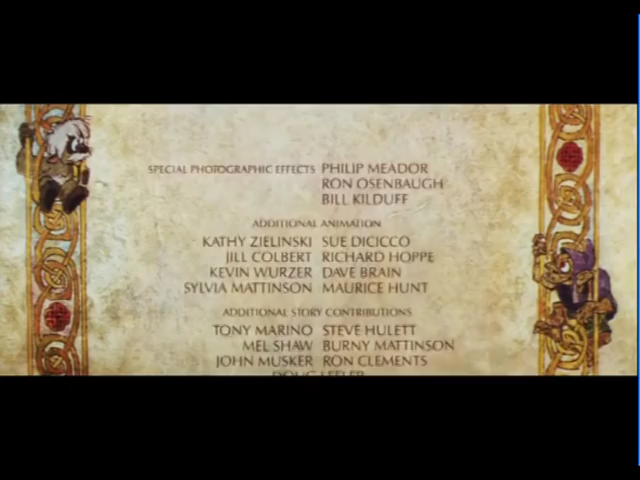 SPECIAL PHOTOGRAPHIC EFFECTS PHILIP MEADOR
RON OSENBAUGH
BILL KILDUFF
ADDITIONAL ANIMATION
KATHY ZIELINSKI SUE DICICCO
JILL COLBERT RICHARD HOPPE
KEVIN WURZER DAVE BRAIN
SYLVIA MATTINSON MAURICE HUNT
ADDITIONAL STORY CONTRIBUTIONS
TONY MARINO STEVE HULETT
MEL SHAW BURNY MATTINSON
JOHN MUSKER RON CLEMENTS